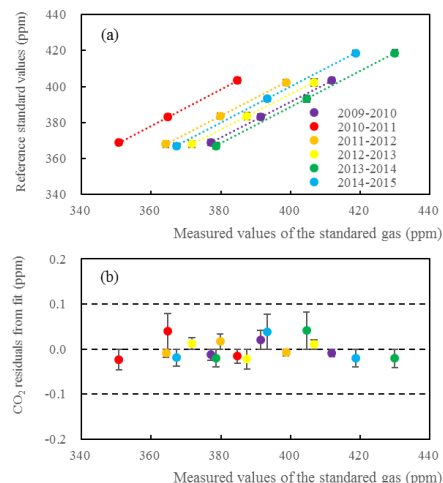 440
(a)
420
400
380
360
340
Reference standard values (ppm)
2009-2010
2010-2011
2011-2012
2012-2013
2013-2014
2014-2015
340 360 380 400 420 440
Measured values of the standared gas (ppm)
0.2
(b)
0.1
0.0
-0.1
-0.2
CO2 residuals from fit (ppm)
340 360 380 400 420 440
Measured values of the standared gas (ppm)